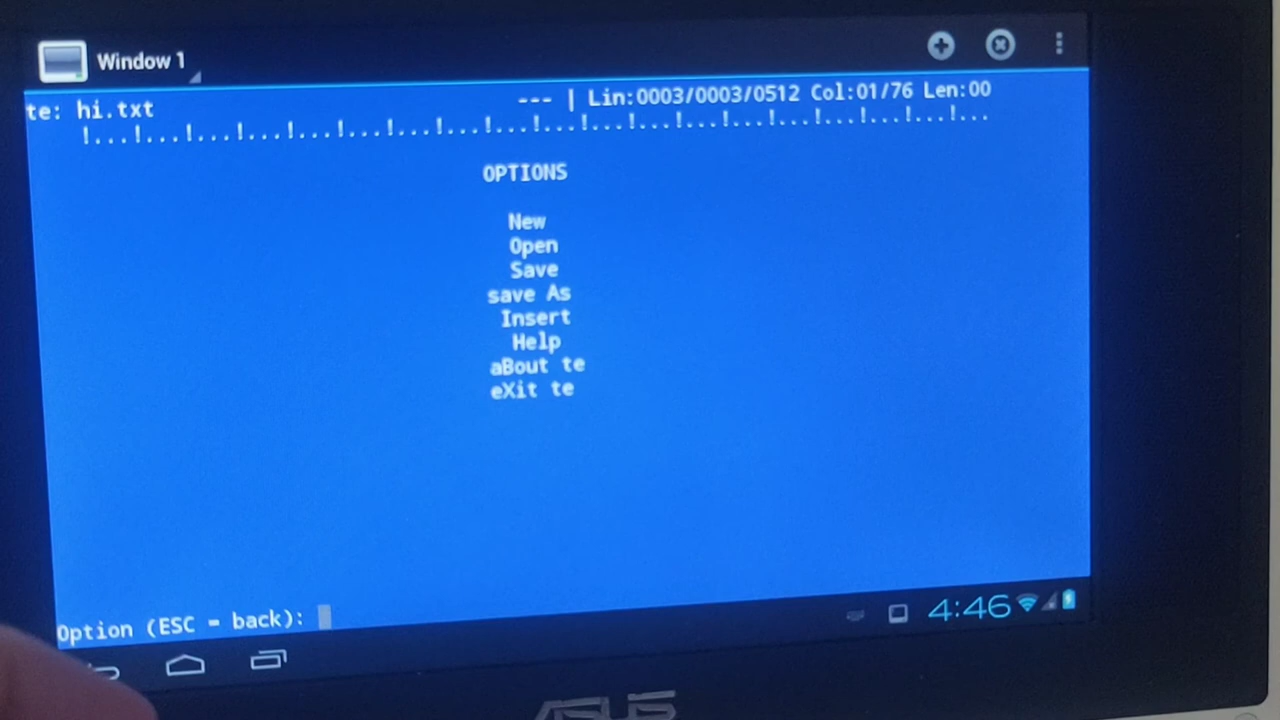 Window 1
te: hi.txt --- | Lin:0003/0003/0512 Col:01/76 Len:00
!...!...!...!...!...!...!...!...!...!...!...!...!...!...!...!...!...!...!...
OPTIONS
New
Open
Save
save As
Insert
Help
aBout te
eXit te
Option (ESC = back):
4:46
ASUS